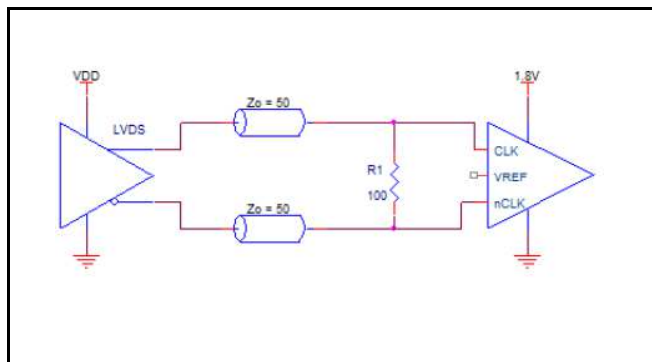 VDD
LVDS
Zo = 50
Zo = 50
R1
100
1.8V
CLK
VREF
nCLK